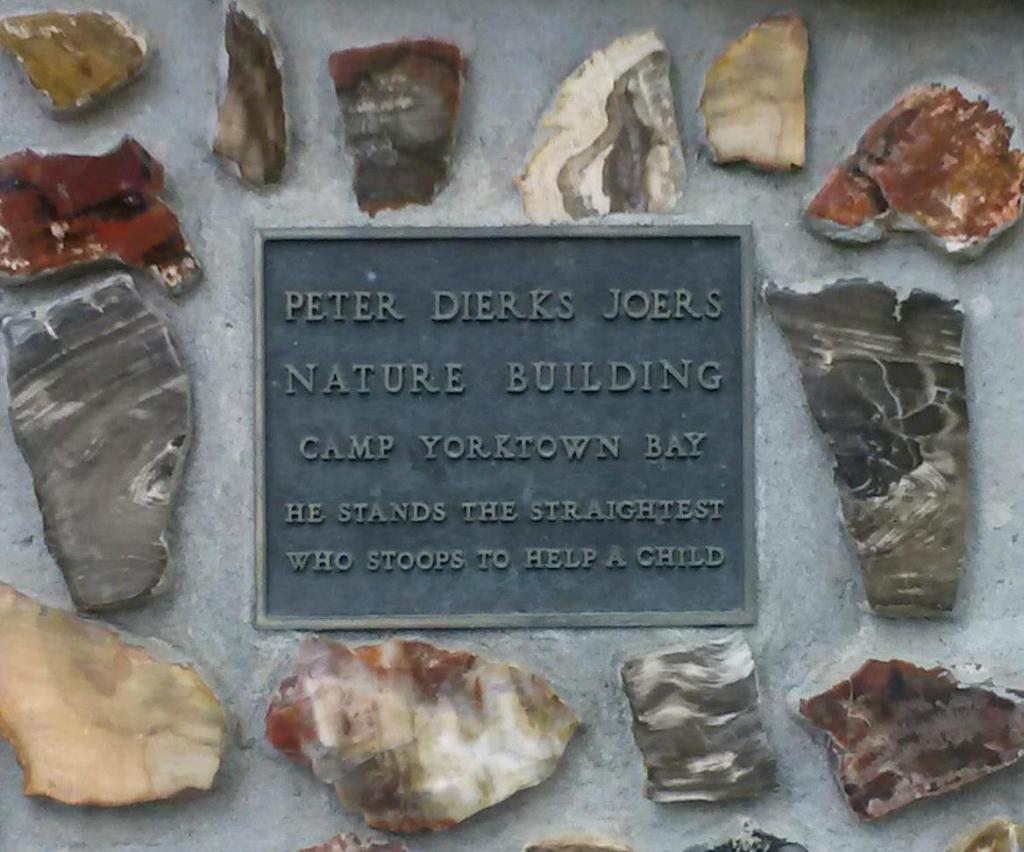 PETER DIERKS JOERS
NATURE BUILDING
CAMP YORKTOWN BAY
HE STANDS THE STRAIGHTEST
WHO STOOPS TO HELP A CHILD